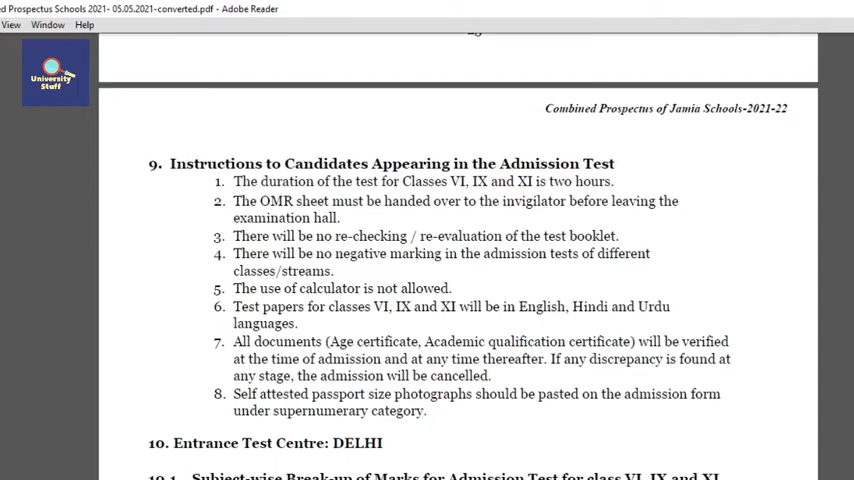 ed Prospectus Schools 2021- 05.05.2021-converted.pdf - Adobe Reader
View Window Help
University
Stuff
Combined Prospectus of Jamia Schools-2021-22
9. Instructions to Candidates Appearing in the Admission Test
1. The duration of the test for Classes VI, IX and XI is two hours.
2. The OMR sheet must be handed over to the invigilator before leaving the
examination hall.
3. There will be no re-checking / re-evaluation of the test booklet.
4. There will be no negative marking in the admission tests of different
classes/streams.
5. The use of calculator is not allowed.
6. Test papers for classes VI, IX and XI will be in English, Hindi and Urdu
languages.
7. All documents (Age certificate, Academic qualification certificate) will be verified
at the time of admission and at any time thereafter. If any discrepancy is found at
any stage, the admission will be cancelled.
8. Self attested passport size photographs should be pasted on the admission form
under supernumerary category.
10. Entrance Test Centre: DELHI
10.1 Subject-wise Break-up of Marks for Admission Test for class VI, IX and XI